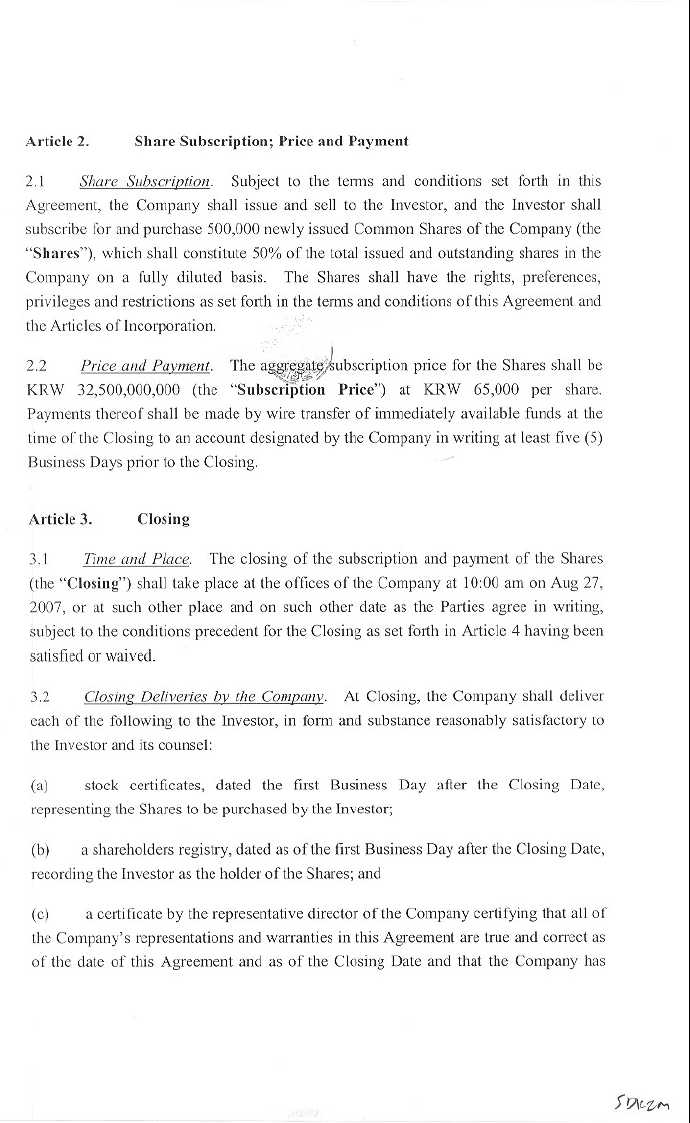 Article 2. Share Subscription; Price and Payment
2.1 Share Subscription. Subject to the terms and conditions set forth in this
Agreement, the Company shall issue and sell to the Investor, and the Investor shall
subscribe for and purchase 500,000 newly issued Common Shares of the Company (the
“Shares”), which shall constitute 50% of the total issued and outstanding shares in the
Company on a fully diluted basis. The Shares shall have the rights, preferences,
privileges and restrictions as set forth in the terms and conditions of this Agreement and
the Articles of Incorporation.
2.2 Price and Payment. The aggregate subscription price for the Shares shall be
KRW 32,500,000,000 (the “Subscription Price”) at KRW 65,000 per share.
Payments thereof shall be made by wire transfer of immediately available funds at the
time of the Closing to an account designated by the Company in writing at least five (5)
Business Days prior to the Closing.
Article 3. Closing
3.1 Time and Place. The closing of the subscription and payment of the Shares
(the “Closing”) shall take place at the offices of the Company at 10:00 am on Aug 27,
2007, or at such other place and on such other date as the Parties agree in writing,
subject to the conditions precedent for the Closing as set forth in Article 4 having been
satisfied or waived.
3.2 Closing Deliveries by the Company. At Closing, the Company shall deliver
each of the following to the Investor, in form and substance reasonably satisfactory to
the Investor and its counsel:
(a) stock certificates, dated the first Business Day after the Closing Date,
representing the Shares to be purchased by the Investor;
(b) a shareholders registry, dated as of the first Business Day after the Closing Date,
recording the Investor as the holder of the Shares; and
(c) a certificate by the representative director of the Company certifying that all of
the Company’s representations and warranties in this Agreement are true and correct as
of the date of this Agreement and as of the Closing Date and that the Company has